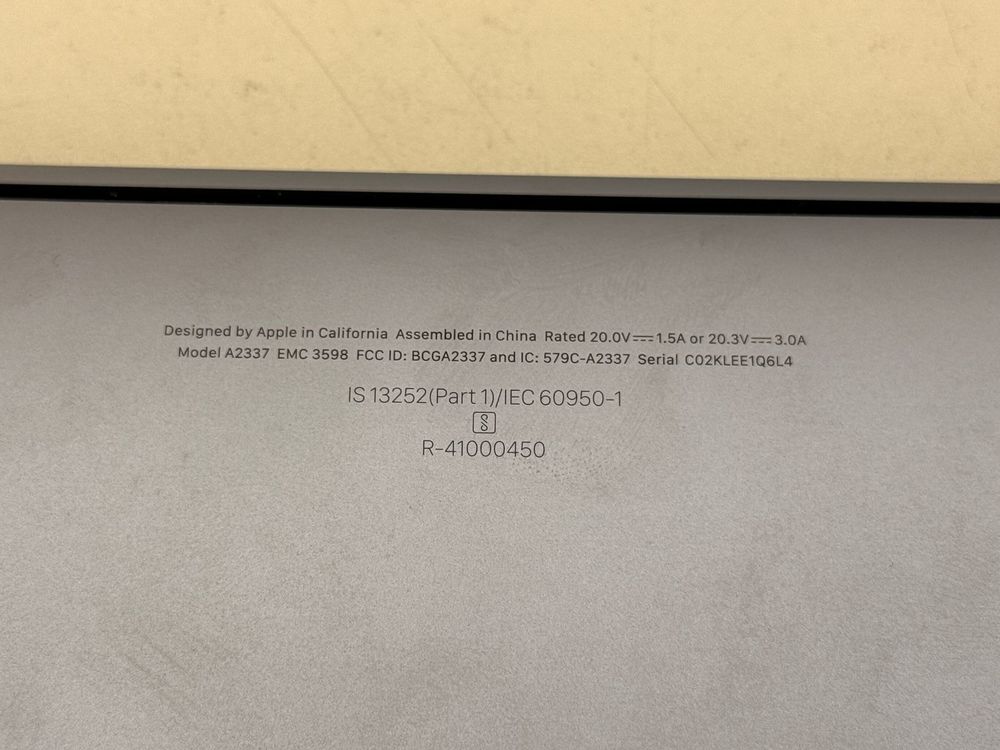 Designed by Apple in California Assembled in China Rated 20.0V⎓1.5A or 20.3V⎓3.0A
Model A2337 EMC 3598 FCC ID: BCGA2337 and IC: 579C-A2337 Serial C02KLEE1Q6L4
IS 13252(Part 1)/IEC 60950-1
R-41000450